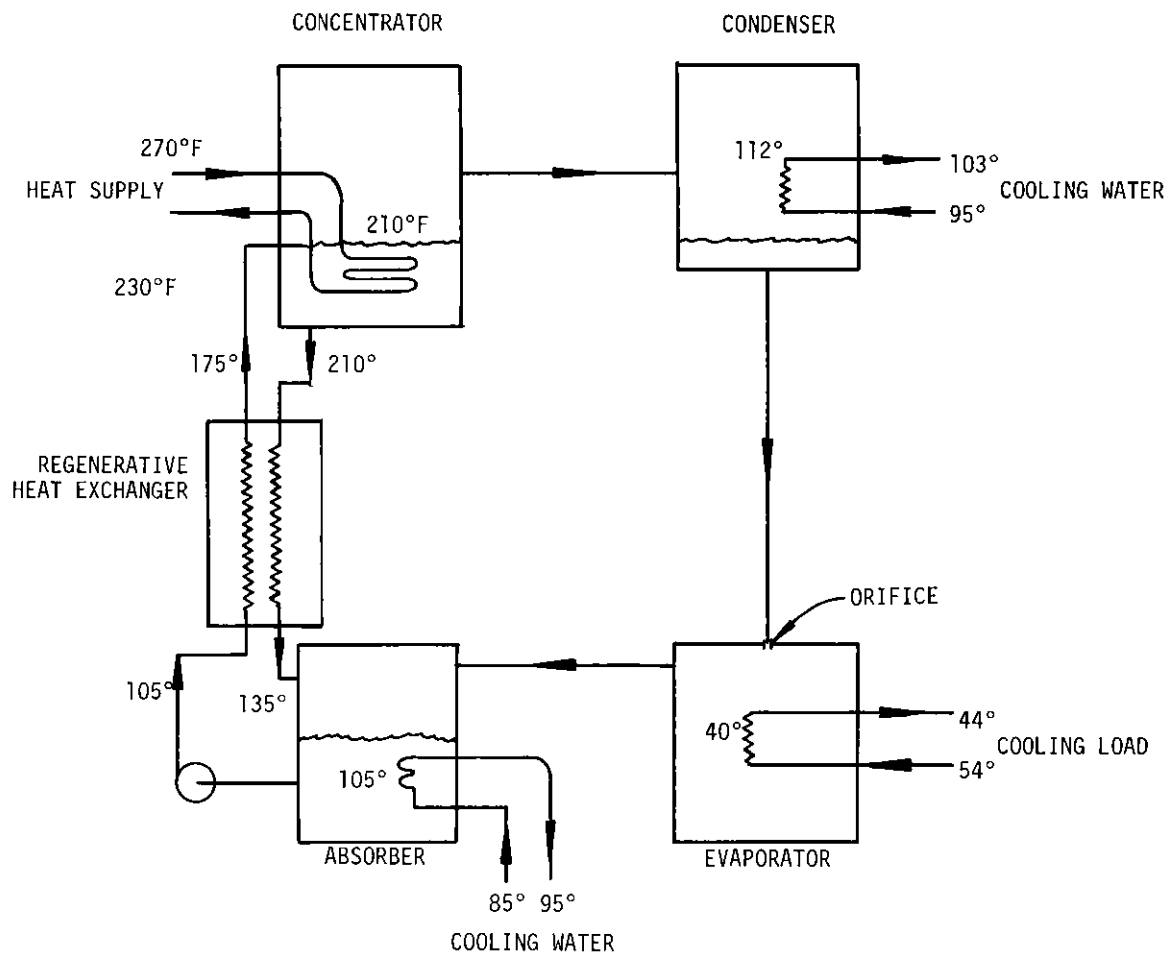 CONCENTRATOR
CONDENSER
270°F
HEAT SUPPLY
210°F
230°F
112°
103°
COOLING WATER
95°
175°
210°
REGENERATIVE
HEAT EXCHANGER
ORIFICE
105°
135°
105°
40°
44°
COOLING LOAD
54°
ABSORBER
EVAPORATOR
85° 95°
COOLING WATER